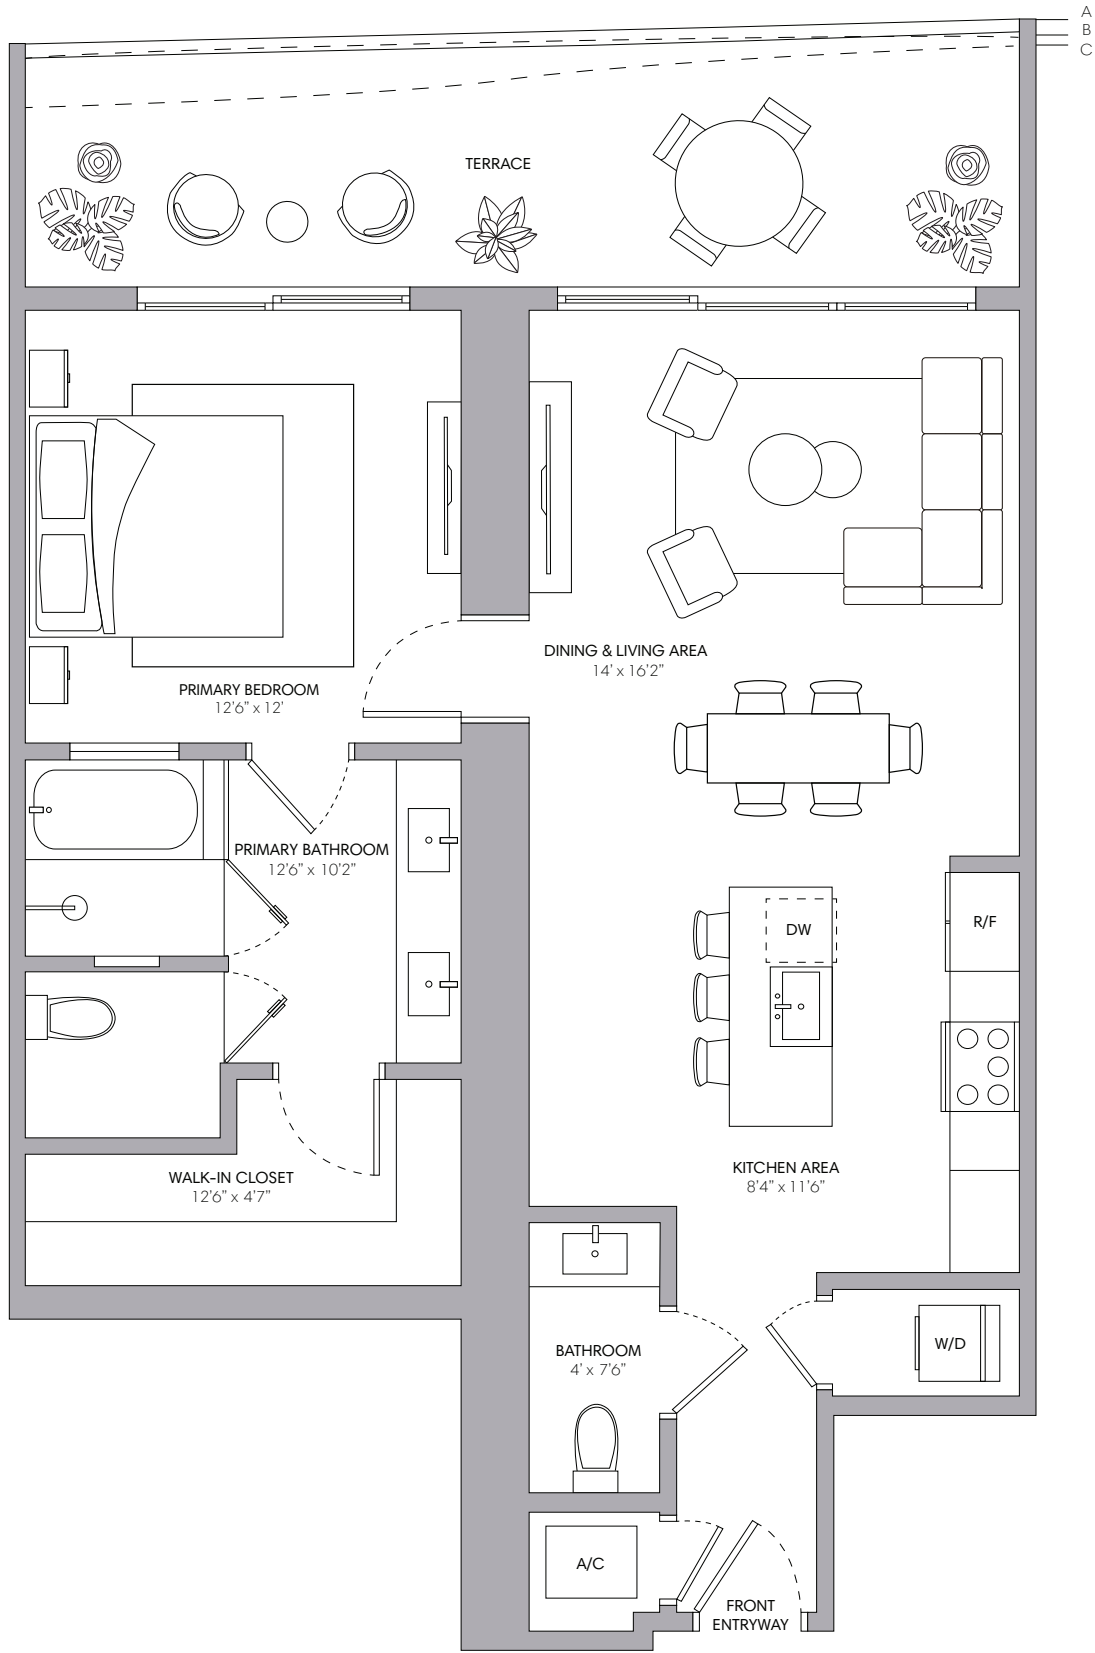 A
B
C
TERRACE
DINING & LIVING AREA
14' x 16'2"
PRIMARY BEDROOM
12'6" x 12'
PRIMARY BATHROOM
12'6" x 10'2"
R/F
DW
WALK-IN CLOSET
12'6" x 4'7"
KITCHEN AREA
8'4" x 11'6"
BATHROOM
4' x 7'6"
W/D
A/C
FRONT
ENTRYWAY